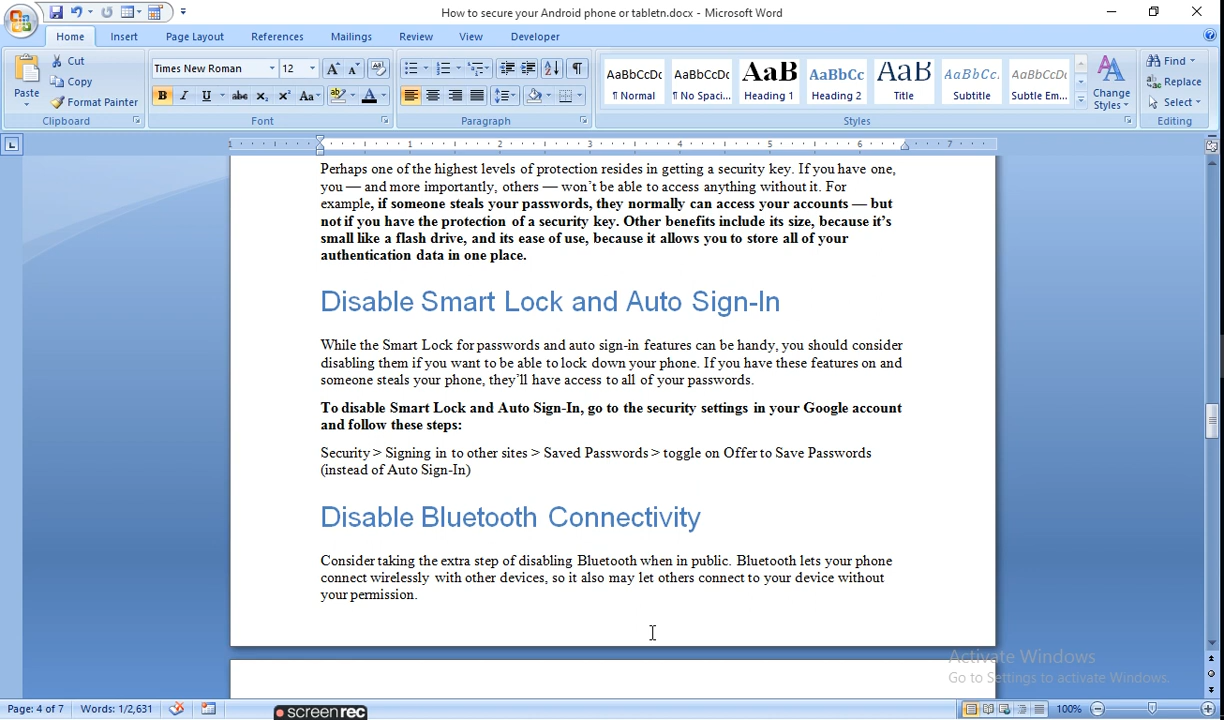 How to secure your Android phone or tabletn.docx - Microsoft Word
Home Insert Page Layout References Mailings Review View Developer
Paste
Cut
Copy
Format Painter
Clipboard
Times New Roman 12
Font
Paragraph
AaBbCcDc AaBbCcDc AaB AaBbCc AaB AaBbCc. AaBbCcDc
¶ Normal ¶ No Spaci... Heading 1 Heading 2 Title Subtitle Subtle Em...
Change Styles
Styles
Find
Replace
Select
Editing
1 1 2 3 4 5 6 7
Perhaps one of the highest levels of protection resides in getting a security key. If you have one,
you — and more importantly, others — won't be able to access anything without it. For
example, if someone steals your passwords, they normally can access your accounts — but
not if you have the protection of a security key. Other benefits include its size, because it's
small like a flash drive, and its ease of use, because it allows you to store all of your
authentication data in one place.
Disable Smart Lock and Auto Sign-In
While the Smart Lock for passwords and auto sign-in features can be handy, you should consider
disabling them if you want to be able to lock down your phone. If you have these features on and
someone steals your phone, they'll have access to all of your passwords.
To disable Smart Lock and Auto Sign-In, go to the security settings in your Google account
and follow these steps:
Security > Signing in to other sites > Saved Passwords > toggle on Offer to Save Passwords
(instead of Auto Sign-In)
Disable Bluetooth Connectivity
Consider taking the extra step of disabling Bluetooth when in public. Bluetooth lets your phone
connect wirelessly with other devices, so it also may let others connect to your device without
your permission.
Activate Windows
Go to Settings to activate Windows.
Page: 4 of 7 Words: 1/2,631
screenrec
100%